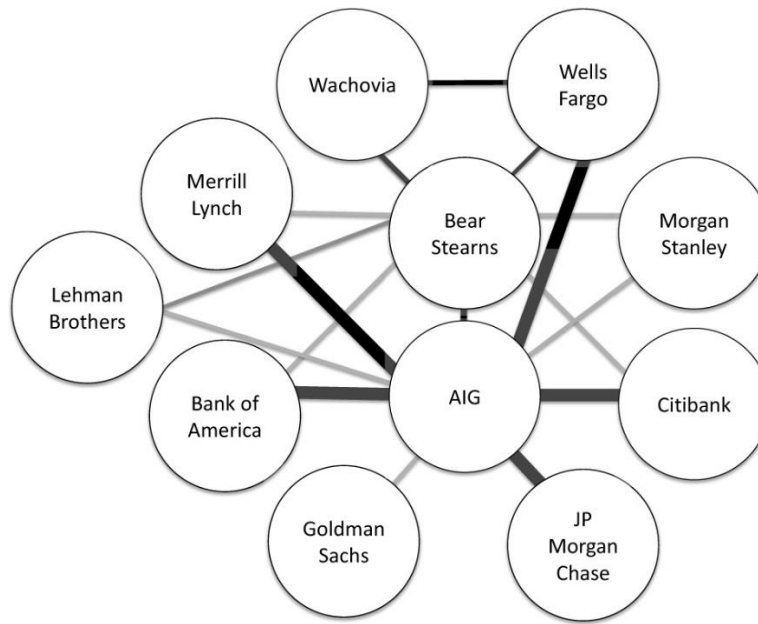 Wachovia
Wells
Fargo
Merrill
Lynch
Bear
Stearns
Morgan
Stanley
Lehman
Brothers
Bank of
America
AIG
Citibank
Goldman
Sachs
JP
Morgan
Chase